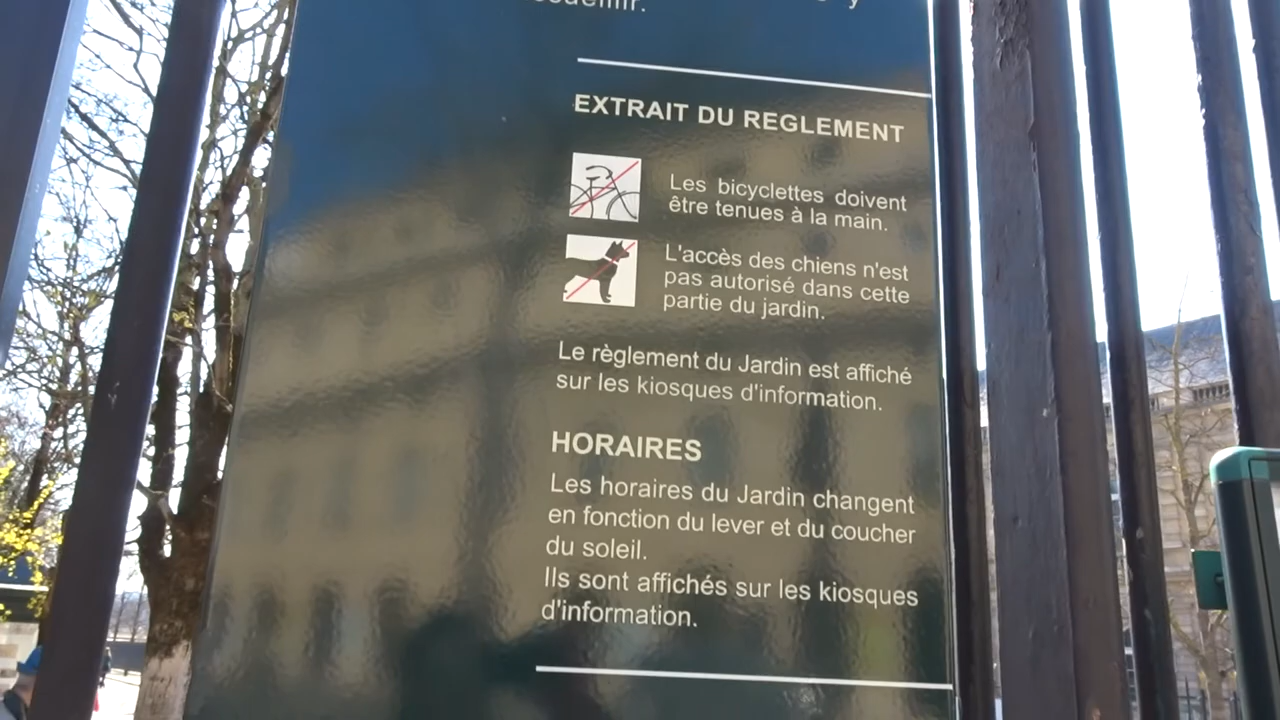 EXTRAIT DU REGLEMENT
Les bicyclettes doivent
être tenues à la main.
L'accès des chiens n'est
pas autorisé dans cette
partie du jardin.
Le règlement du Jardin est affiché
sur les kiosques d'information.
HORAIRES
Les horaires du Jardin changent
en fonction du lever et du coucher
du soleil.
Ils sont affichés sur les kiosques
d'information.